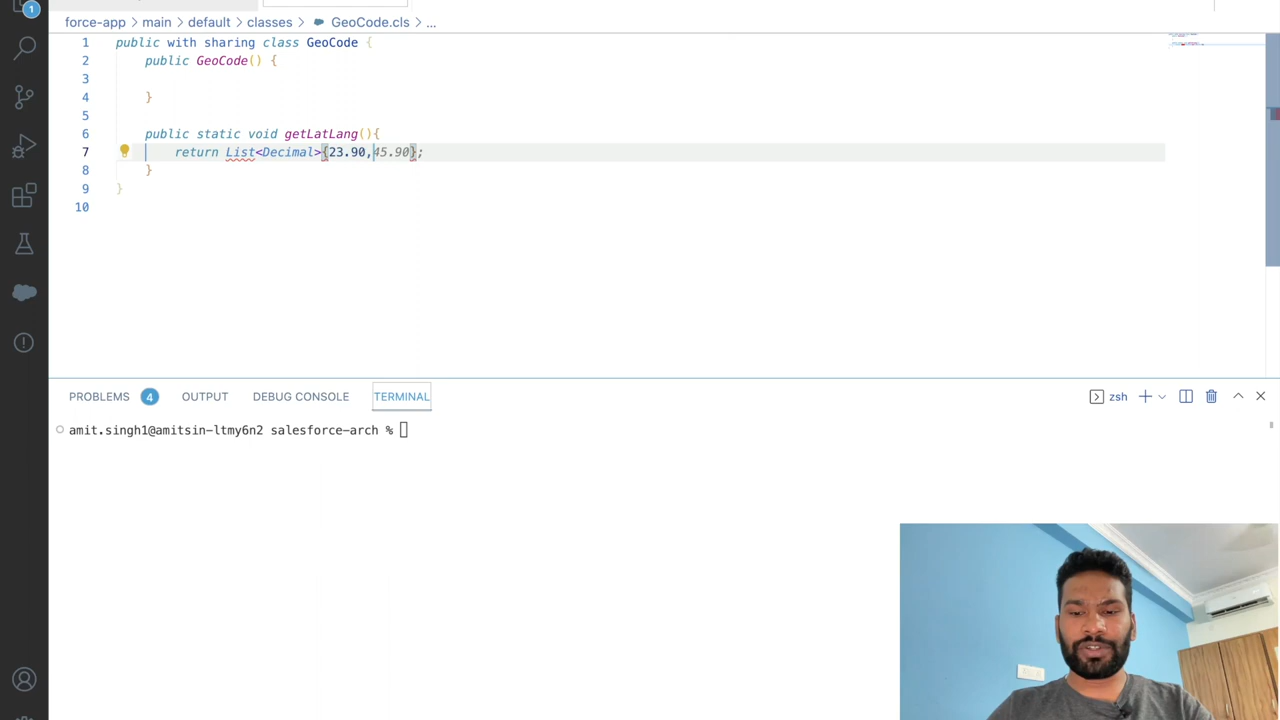 1
force-app > main > default > classes > GeoCode.cls > ...
1 public with sharing class GeoCode {
2 public GeoCode() {
3
4 }
5
6 public static void getLatLang(){
7 return List<Decimal>{23.90,45.90};
8 }
9 }
10
PROBLEMS 4 OUTPUT DEBUG CONSOLE TERMINAL zsh
amit.singh1@amitsin-ltmy6n2 salesforce-arch %